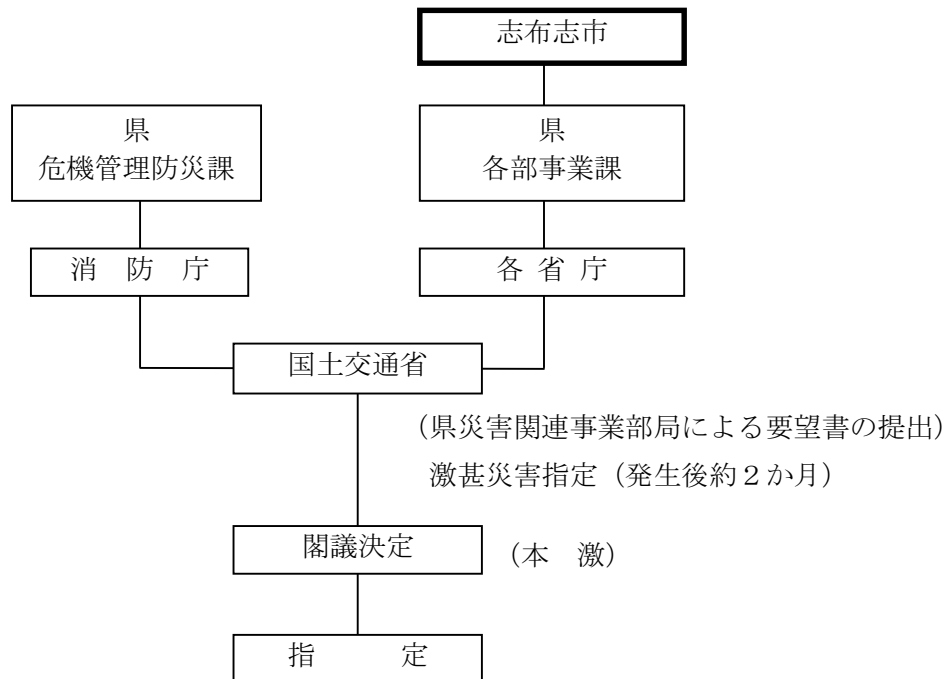 志布志市
県
危機管理防災課
県
各部事業課
消　防　庁
各 省 庁
国土交通省
（県災害関連事業部局による要望書の提出）
激甚災害指定（発生後約２か月）
閣議決定
（本　激）
指　　　定